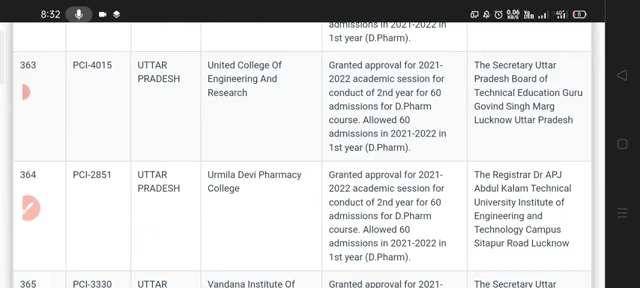 8:32
0.06 KB/S
4G
8
admissions in 2021-2022 in
1st year (D.Pharm).
363
PCI-4015
UTTAR
PRADESH
United College Of
Engineering And
Research
Granted approval for 2021-
2022 academic session for
conduct of 2nd year for 60
admissions for D.Pharm
course. Allowed 60
admissions in 2021-2022 in
1st year (D.Pharm).
The Secretary Uttar
Pradesh Board of
Technical Education Guru
Govind Singh Marg
Lucknow Uttar Pradesh
364
PCI-2851
UTTAR
PRADESH
Urmila Devi Pharmacy
College
Granted approval for 2021-
2022 academic session for
conduct of 2nd year for 60
admissions for D.Pharm
course. Allowed 60
admissions in 2021-2022 in
1st year (D.Pharm).
The Registrar Dr APJ
Abdul Kalam Technical
University Institute of
Engineering and
Technology Campus
Sitapur Road Lucknow
365
PCI-3330
UTTAR
Vandana Institute Of
Granted approval for 2021-
The Secretary Uttar